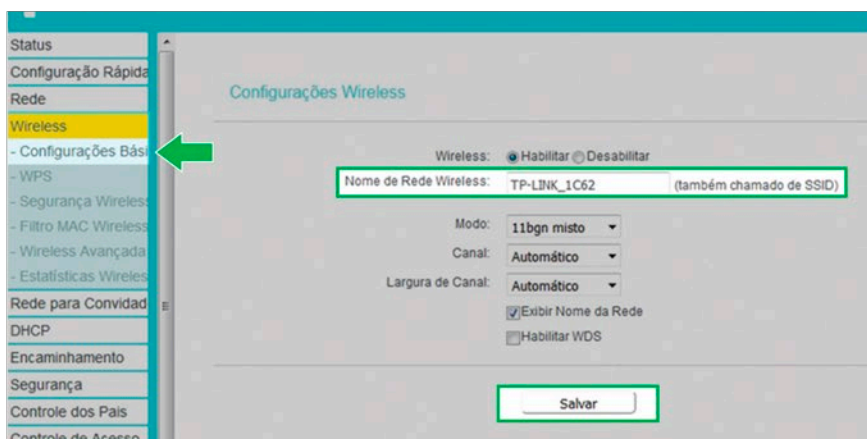 Status
Configuração Rápida
Rede
Wireless
- Configurações Bási
- WPS
- Segurança Wireless
- Filtro MAC Wireless
- Wireless Avançada
- Estatísticas Wireles
Rede para Convidad
DHCP
Encaminhamento
Segurança
Controle dos Pais
Controle de Acesso
Configurações Wireless
Wireless: Habilitar Desabilitar
Nome de Rede Wireless: TP-LINK_1C62 (também chamado de SSID)
Modo: 11bgn misto
Canal: Automático
Largura de Canal: Automático
Exibir Nome da Rede
Habilitar WDS
Salvar